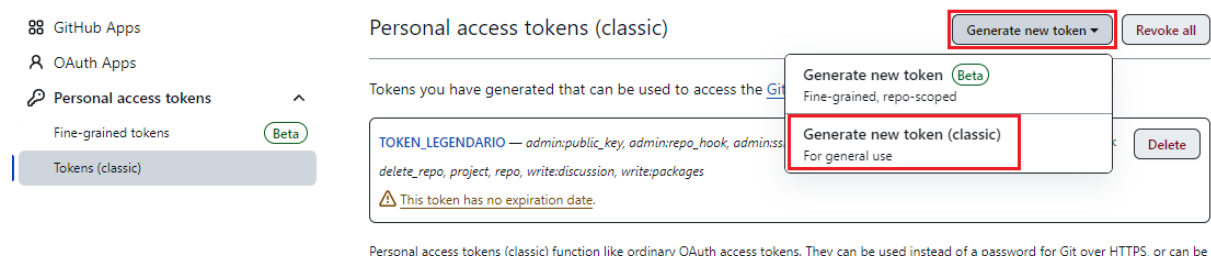 GitHub Apps
OAuth Apps
Personal access tokens
Fine-grained tokens Beta
Tokens (classic)
Personal access tokens (classic)
Generate new token
Revoke all
Generate new token Beta
Fine-grained, repo-scoped
Generate new token (classic)
For general use
Tokens you have generated that can be used to access the
TOKEN_LEGENDARIO — admin:public_key, admin:repo_hook,
Delete
delete_repo, project, repo, write:discussion, write:packages
This token has no expiration date.
Personal access tokens (classic) function like ordinary OAuth access tokens. They can be used instead of a password for Git over HTTPS, or can be